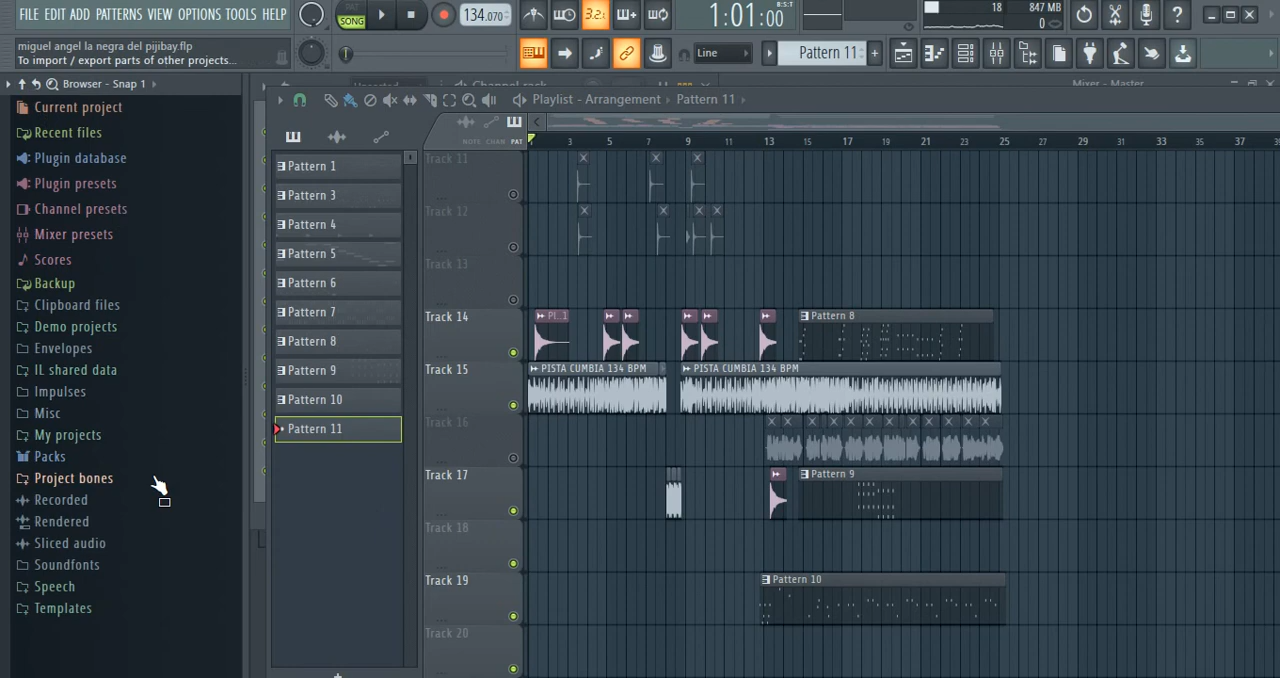 FILE EDIT ADD PATTERNS VIEW OPTIONS TOOLS HELP
PAT
SONG
134.070
3.2.
1:01:00
B:S:T
18
847 MB
0
miguel angel la negra del pijibay.flp
To import / export parts of other projects...
Line
Pattern 11
Browser - Snap 1
Channel rack
Mixer - Master
Playlist - Arrangement
Pattern 11
Current project
Recent files
Plugin database
Plugin presets
Channel presets
Mixer presets
Scores
Backup
Clipboard files
Demo projects
Envelopes
IL shared data
Impulses
Misc
My projects
Packs
Project bones
Recorded
Rendered
Sliced audio
Soundfonts
Speech
Templates
Pattern 1
Pattern 3
Pattern 4
Pattern 5
Pattern 6
Pattern 7
Pattern 8
Pattern 9
Pattern 10
Pattern 11
NOTE CHAN PAT
3 5 7 9 11 13 15 17 19 21 23 25 27 29 31 33 35 37 39
Track 11
Track 12
Track 13
Track 14
Pl..1
Pattern 8
Track 15
PISTA CUMBIA 134 BPM
PISTA CUMBIA 134 BPM
Track 16
Track 17
Pattern 9
Track 18
Track 19
Pattern 10
Track 20